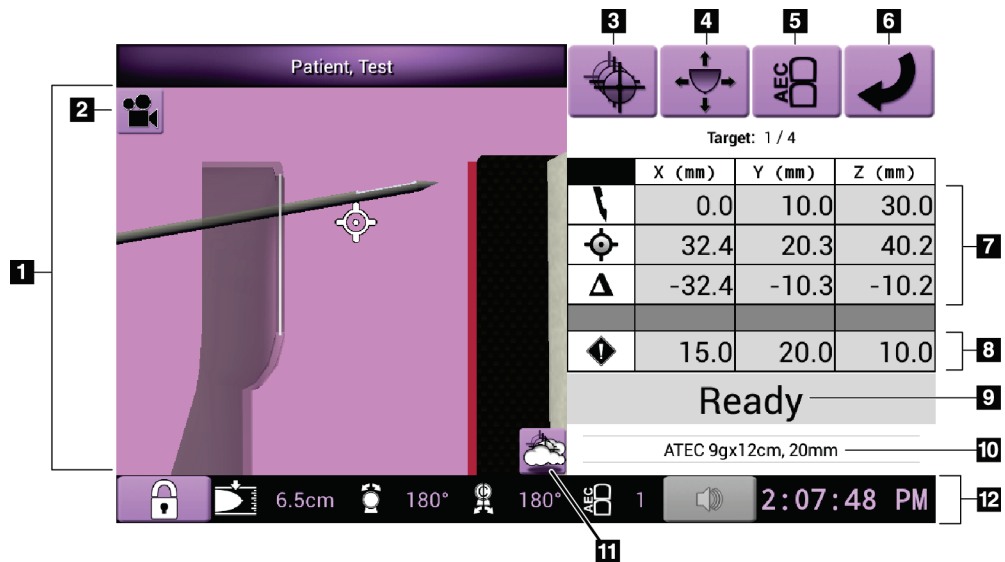 3 4 5 6
Patient, Test
1
2
AEC
Target: 1 / 4
X (mm) Y (mm) Z (mm)
0.0 10.0 30.0
32.4 20.3 40.2
Δ -32.4 -10.3 -10.2
7
! 15.0 20.0 10.0
8
Ready
9
ATEC 9gx12cm, 20mm
10
6.5cm 180° C 180° AEC 1 2:07:48 PM
12
11